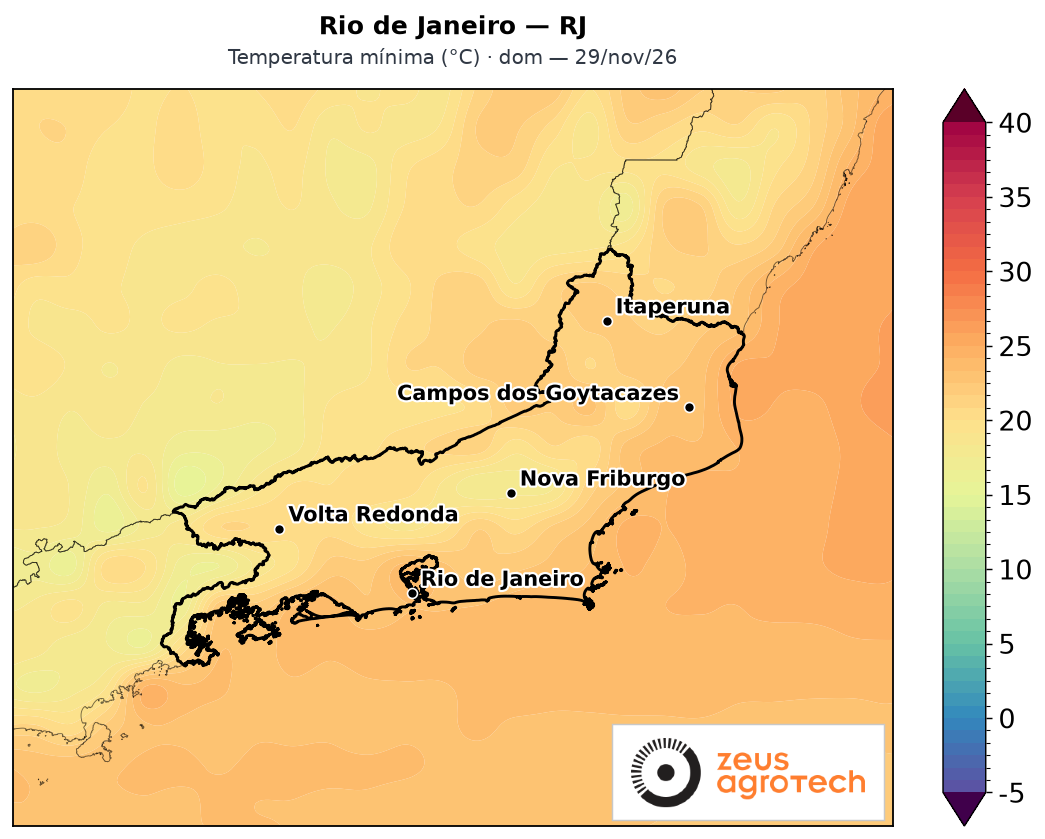 Rio de Janeiro — RJ
Temperatura mínima (°C) · dom — 29/nov/26
Itaperuna
Campos dos Goytacazes
Nova Friburgo
Volta Redonda
Rio de Janeiro
40
35
30
25
20
15
10
5
0
-5
zeus
agrotech